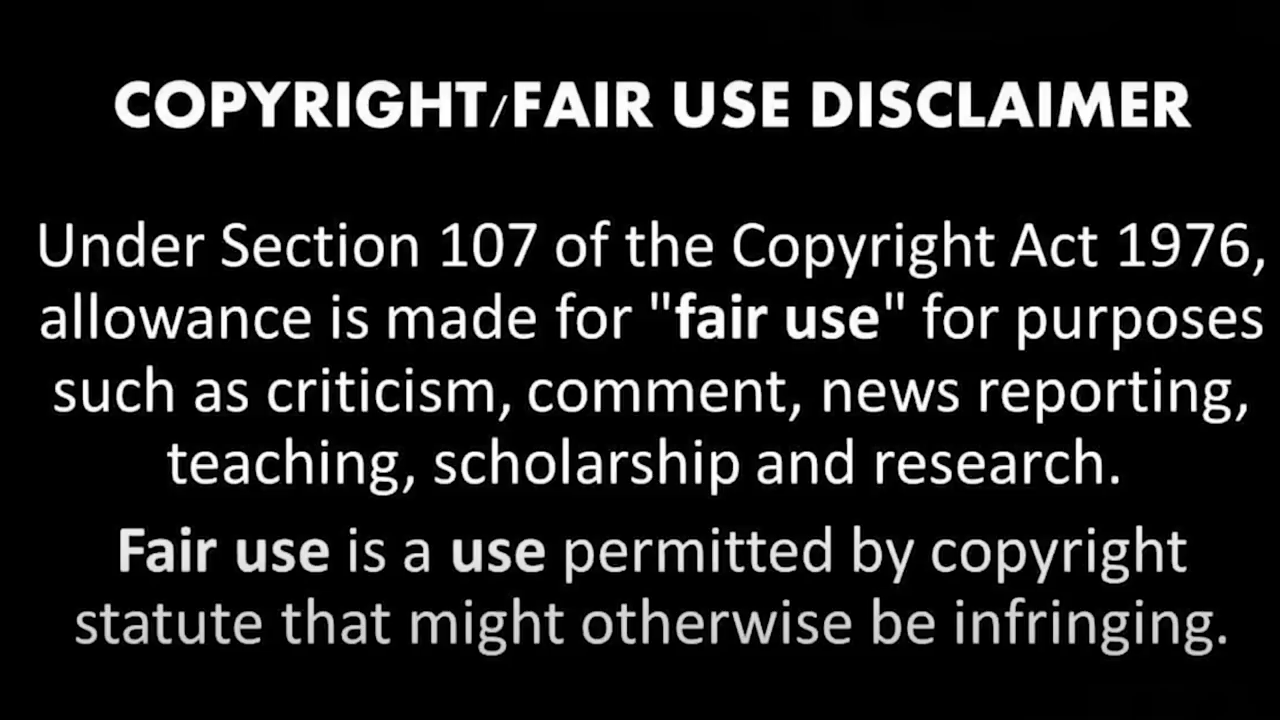 COPYRIGHT/FAIR USE DISCLAIMER
Under Section 107 of the Copyright Act 1976,
allowance is made for "fair use" for purposes
such as criticism, comment, news reporting,
teaching, scholarship and research.
Fair use is a use permitted by copyright
statute that might otherwise be infringing.